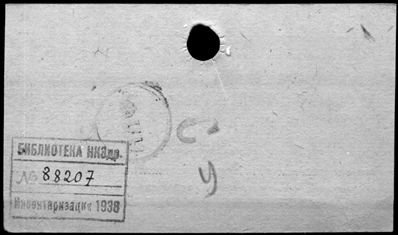 С
У
БИБЛИОТЕКА НКЗдр.
№ 88207
Инвентаризация 1938